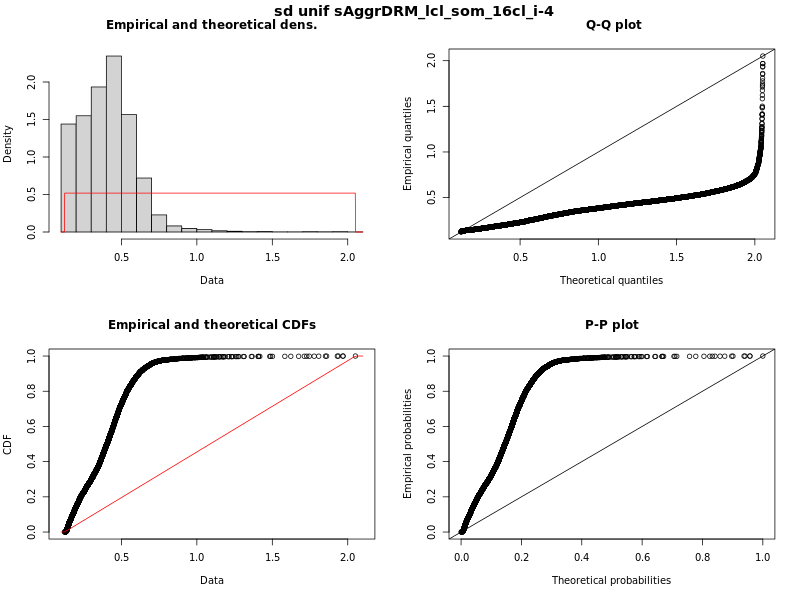 sd unif sAggrDRM_lcl_som_16cl_i-4
Empirical and theoretical dens.
Density
0.0 0.5 1.0 1.5 2.0
0.5 1.0 1.5 2.0
Data
Q-Q plot
Empirical quantiles
0.5 1.0 1.5 2.0
0.5 1.0 1.5 2.0
Theoretical quantiles
Empirical and theoretical CDFs
CDF
0.0 0.2 0.4 0.6 0.8 1.0
0.5 1.0 1.5 2.0
Data
P-P plot
Empirical probabilities
0.0 0.2 0.4 0.6 0.8 1.0
0.0 0.2 0.4 0.6 0.8 1.0
Theoretical probabilities